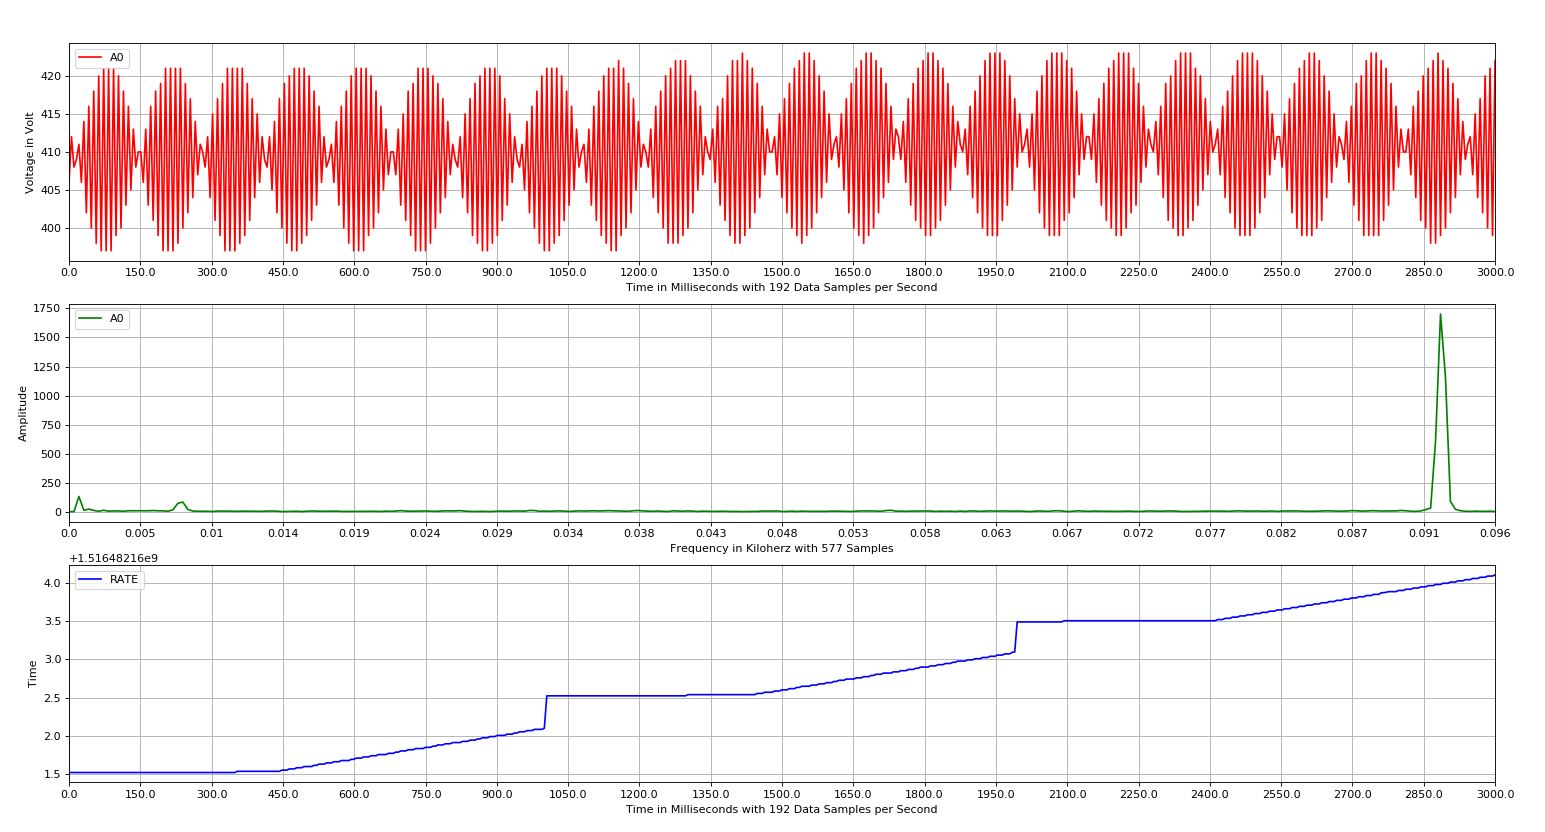 A0
420
415
410
405
400
Voltage in Volt
0.0 150.0 300.0 450.0 600.0 750.0 900.0 1050.0 1200.0 1350.0 1500.0 1650.0 1800.0 1950.0 2100.0 2250.0 2400.0 2550.0 2700.0 2850.0 3000.0
Time in Milliseconds with 192 Data Samples per Second
A0
1750
1500
1250
1000
750
500
250
0
Amplitude
0.0 0.005 0.01 0.014 0.019 0.024 0.029 0.034 0.038 0.043 0.048 0.053 0.058 0.063 0.067 0.072 0.077 0.082 0.087 0.091 0.096
Frequency in Kiloherz with 577 Samples
+1.51648216e9
RATE
4.0
3.5
3.0
2.5
2.0
1.5
Time
0.0 150.0 300.0 450.0 600.0 750.0 900.0 1050.0 1200.0 1350.0 1500.0 1650.0 1800.0 1950.0 2100.0 2250.0 2400.0 2550.0 2700.0 2850.0 3000.0
Time in Milliseconds with 192 Data Samples per Second